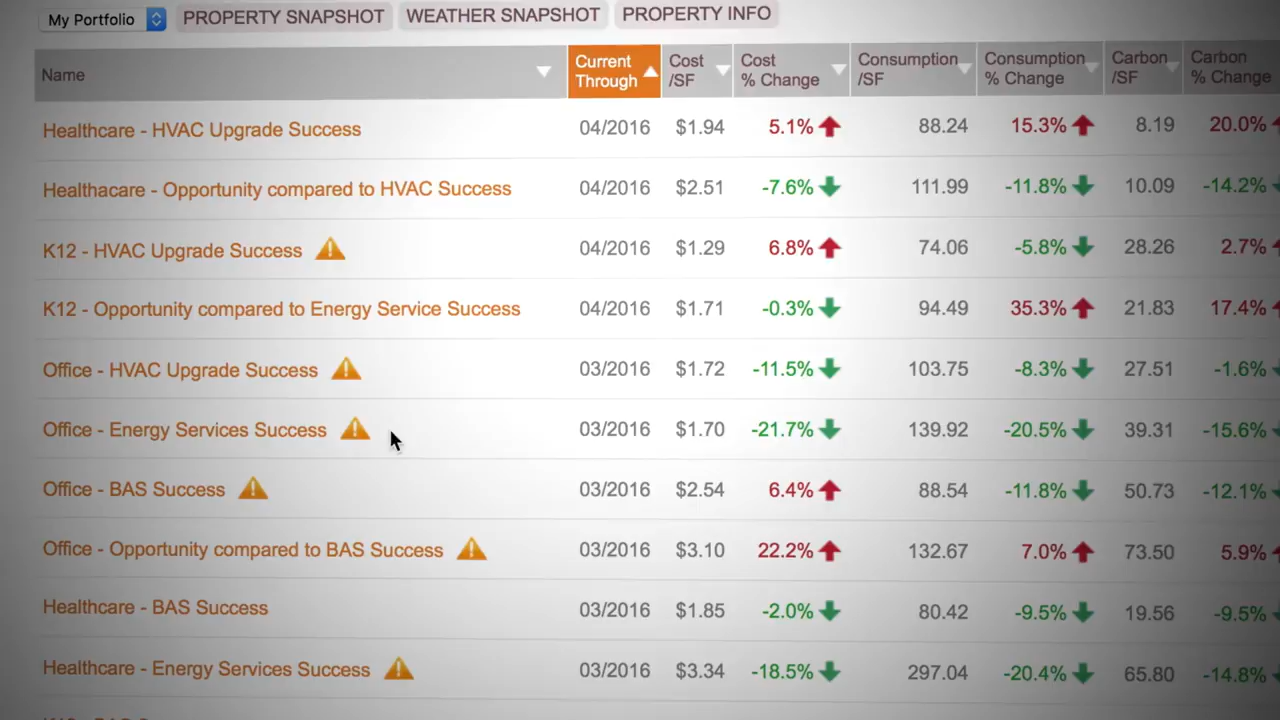 My Portfolio PROPERTY SNAPSHOT WEATHER SNAPSHOT PROPERTY INFO
Name Current Through Cost /SF Cost % Change Consumption /SF Consumption % Change Carbon /SF Carbon % Change
Healthcare - HVAC Upgrade Success 04/2016 $1.94 5.1% 88.24 15.3% 8.19 20.0%
Healthacare - Opportunity compared to HVAC Success 04/2016 $2.51 -7.6% 111.99 -11.8% 10.09 -14.2%
K12 - HVAC Upgrade Success 04/2016 $1.29 6.8% 74.06 -5.8% 28.26 2.7%
K12 - Opportunity compared to Energy Service Success 04/2016 $1.71 -0.3% 94.49 35.3% 21.83 17.4%
Office - HVAC Upgrade Success 03/2016 $1.72 -11.5% 103.75 -8.3% 27.51 -1.6%
Office - Energy Services Success 03/2016 $1.70 -21.7% 139.92 -20.5% 39.31 -15.6%
Office - BAS Success 03/2016 $2.54 6.4% 88.54 -11.8% 50.73 -12.1%
Office - Opportunity compared to BAS Success 03/2016 $3.10 22.2% 132.67 7.0% 73.50 5.9%
Healthcare - BAS Success 03/2016 $1.85 -2.0% 80.42 -9.5% 19.56 -9.5%
Healthcare - Energy Services Success 03/2016 $3.34 -18.5% 297.04 -20.4% 65.80 -14.8%